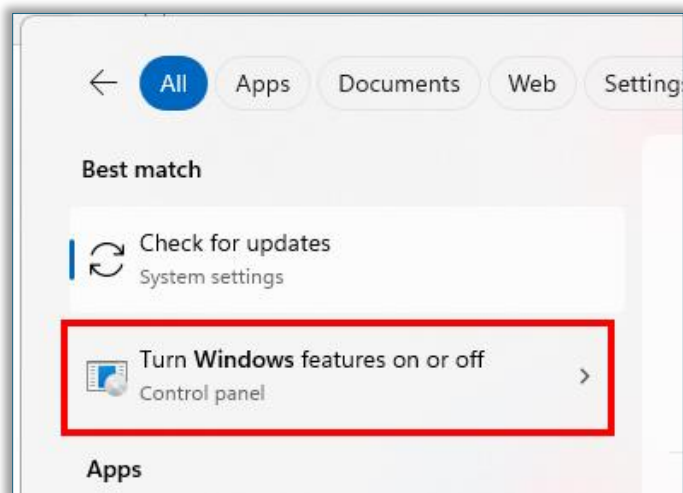 All Apps Documents Web Setting
Best match
Check for updates
System settings
Turn Windows features on or off
Control panel
Apps